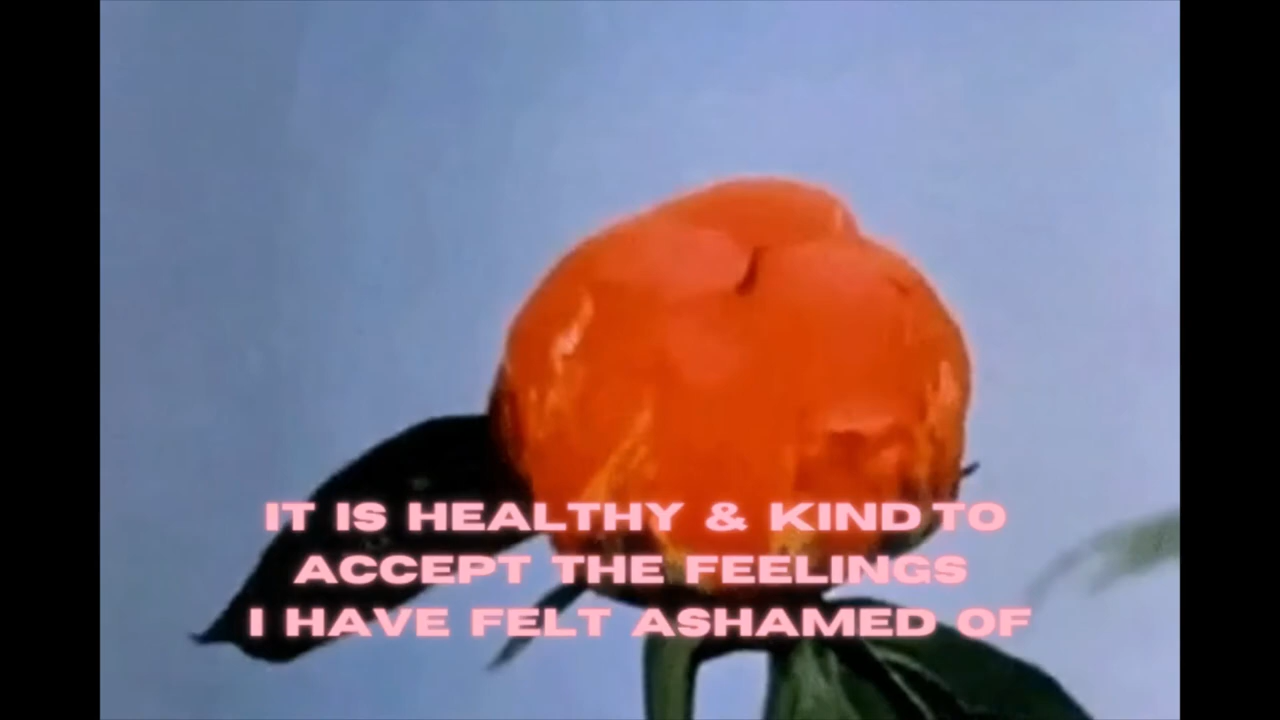 IT IS HEALTHY & KIND TO
ACCEPT THE FEELINGS
I HAVE FELT ASHAMED OF